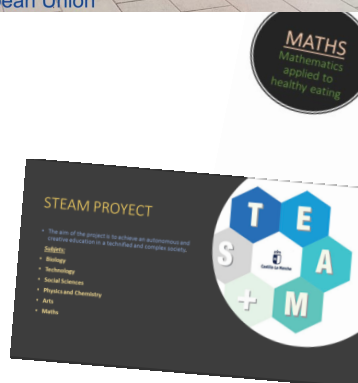 ean Union
MATHS
Mathematics
applied to
healthy eating
STEAM PROYECT
• The aim of the project is to achieve an autonomous and
creative education in a technified and complex society.
Subjets:
• Biology
• Technology
• Social Sciences
• Physics and Chemistry
• Arts
• Maths
T E
S A
+ M
Castilla-La Mancha